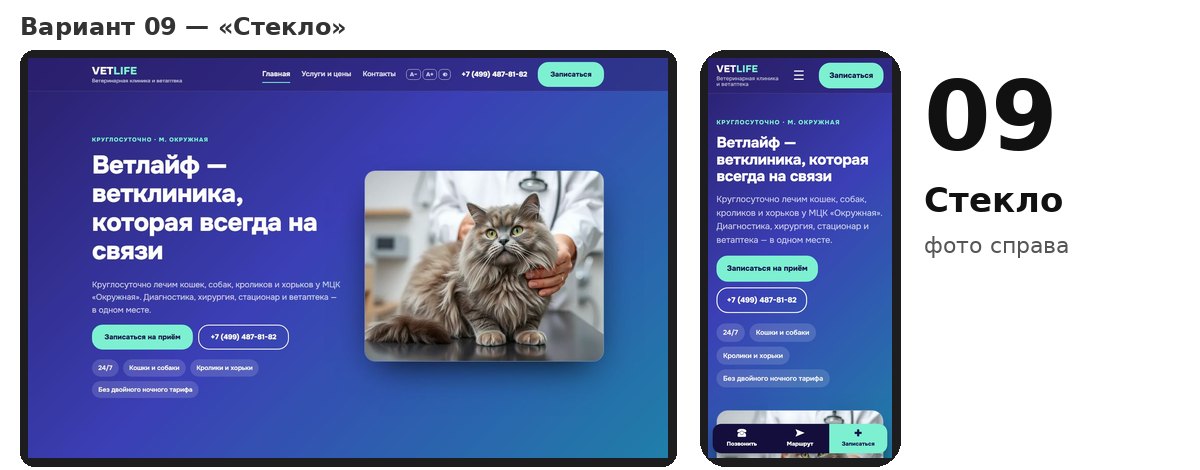 Вариант 09 — «Стекло»
VETLIFE
Ветеринарная клиника и ветаптека
Главная
Услуги и цены
Контакты
A−
A+
+7 (499) 487-81-82
Записаться
КРУГЛОСУТОЧНО · М. ОКРУЖНАЯ
Ветлайф —
ветклиника,
которая всегда на
связи
Круглосуточно лечим кошек, собак, кроликов и хорьков у МЦК
«Окружная». Диагностика, хирургия, стационар и ветаптека —
в одном месте.
Записаться на приём
+7 (499) 487-81-82
24/7
Кошки и собаки
Кролики и хорьки
Без двойного ночного тарифа
VETLIFE
Ветеринарная клиника
и ветаптека
Записаться
КРУГЛОСУТОЧНО · М. ОКРУЖНАЯ
Ветлайф —
ветклиника, которая
всегда на связи
Круглосуточно лечим кошек, собак,
кроликов и хорьков у МЦК «Окружная».
Диагностика, хирургия, стационар и
ветаптека — в одном месте.
Записаться на приём
+7 (499) 487-81-82
24/7
Кошки и собаки
Кролики и хорьки
Без двойного ночного тарифа
Позвонить
Маршрут
Записаться
09
Стекло
фото справа